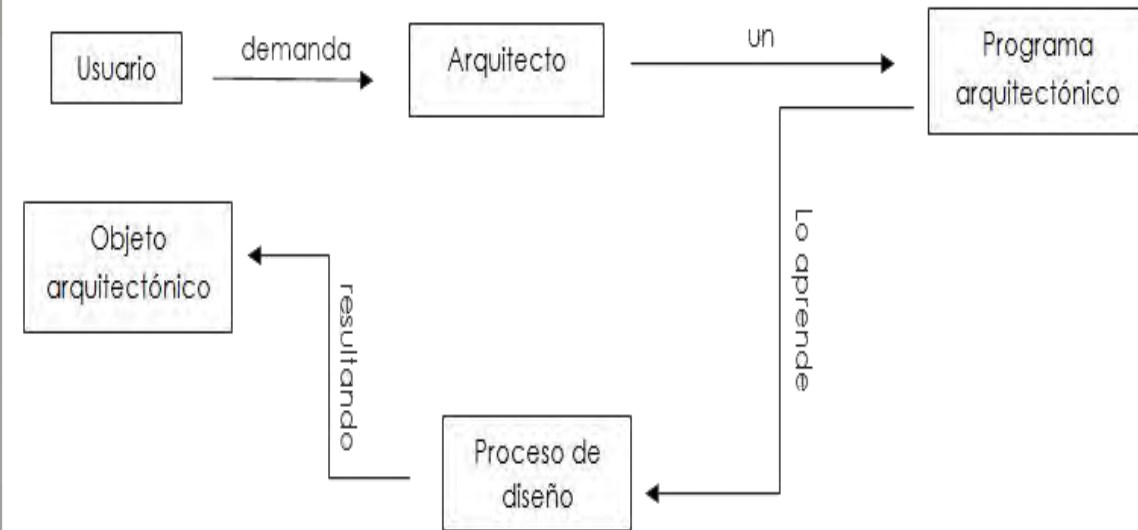 Usuario
demanda
Arquitecto
un
Programa
arquitectónico
Lo aprende
Proceso de
diseño
resultando
Objeto
arquitectónico